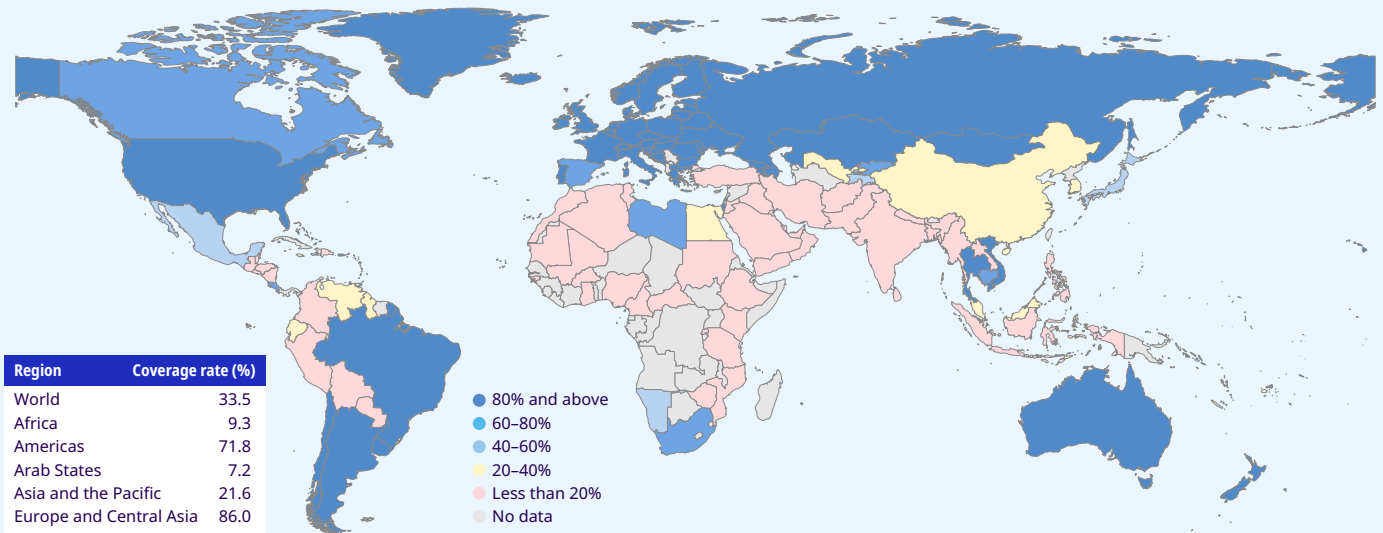 Region Coverage rate (%)
World 33.5
Africa 9.3
Americas 71.8
Arab States 7.2
Asia and the Pacific 21.6
Europe and Central Asia 86.0
80% and above
60–80%
40–60%
20–40%
Less than 20%
No data